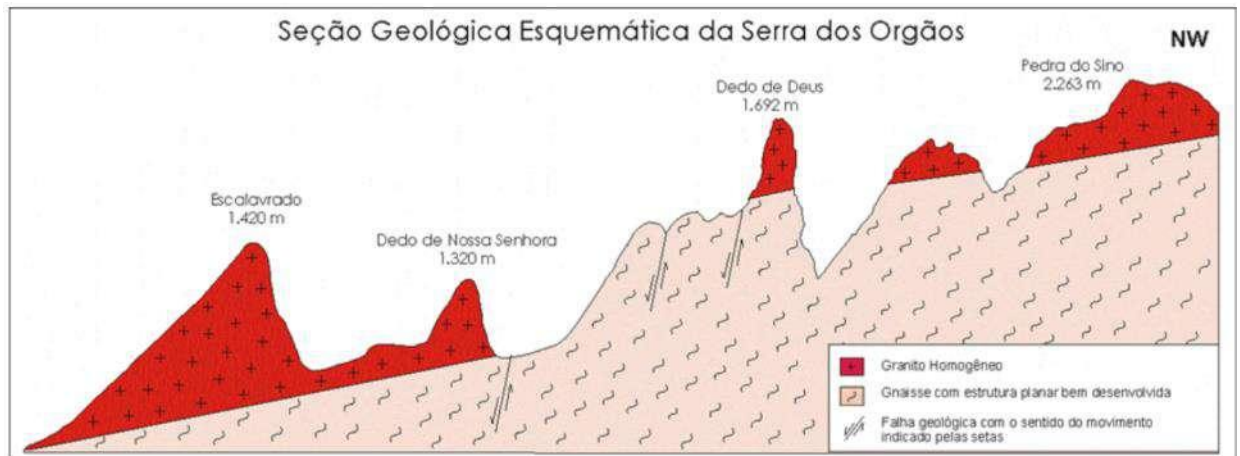 Seção Geológica Esquemática da Serra dos Orgãos
NW
Pedra do Sino
2.263 m
Dedo de Deus
1.692 m
Escalavrado
1.420 m
Dedo de Nossa Senhora
1.320 m
Granito Homogêneo
Gnaisse com estrutura planar bem desenvolvida
Falha geológica com o sentido do movimento
indicado pelas setas